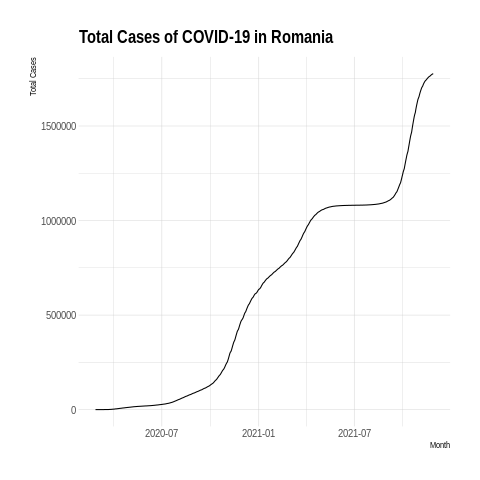 Total Cases of COVID-19 in Romania
Total Cases
1500000
1000000
500000
0
2020-07 2021-01 2021-07
Month